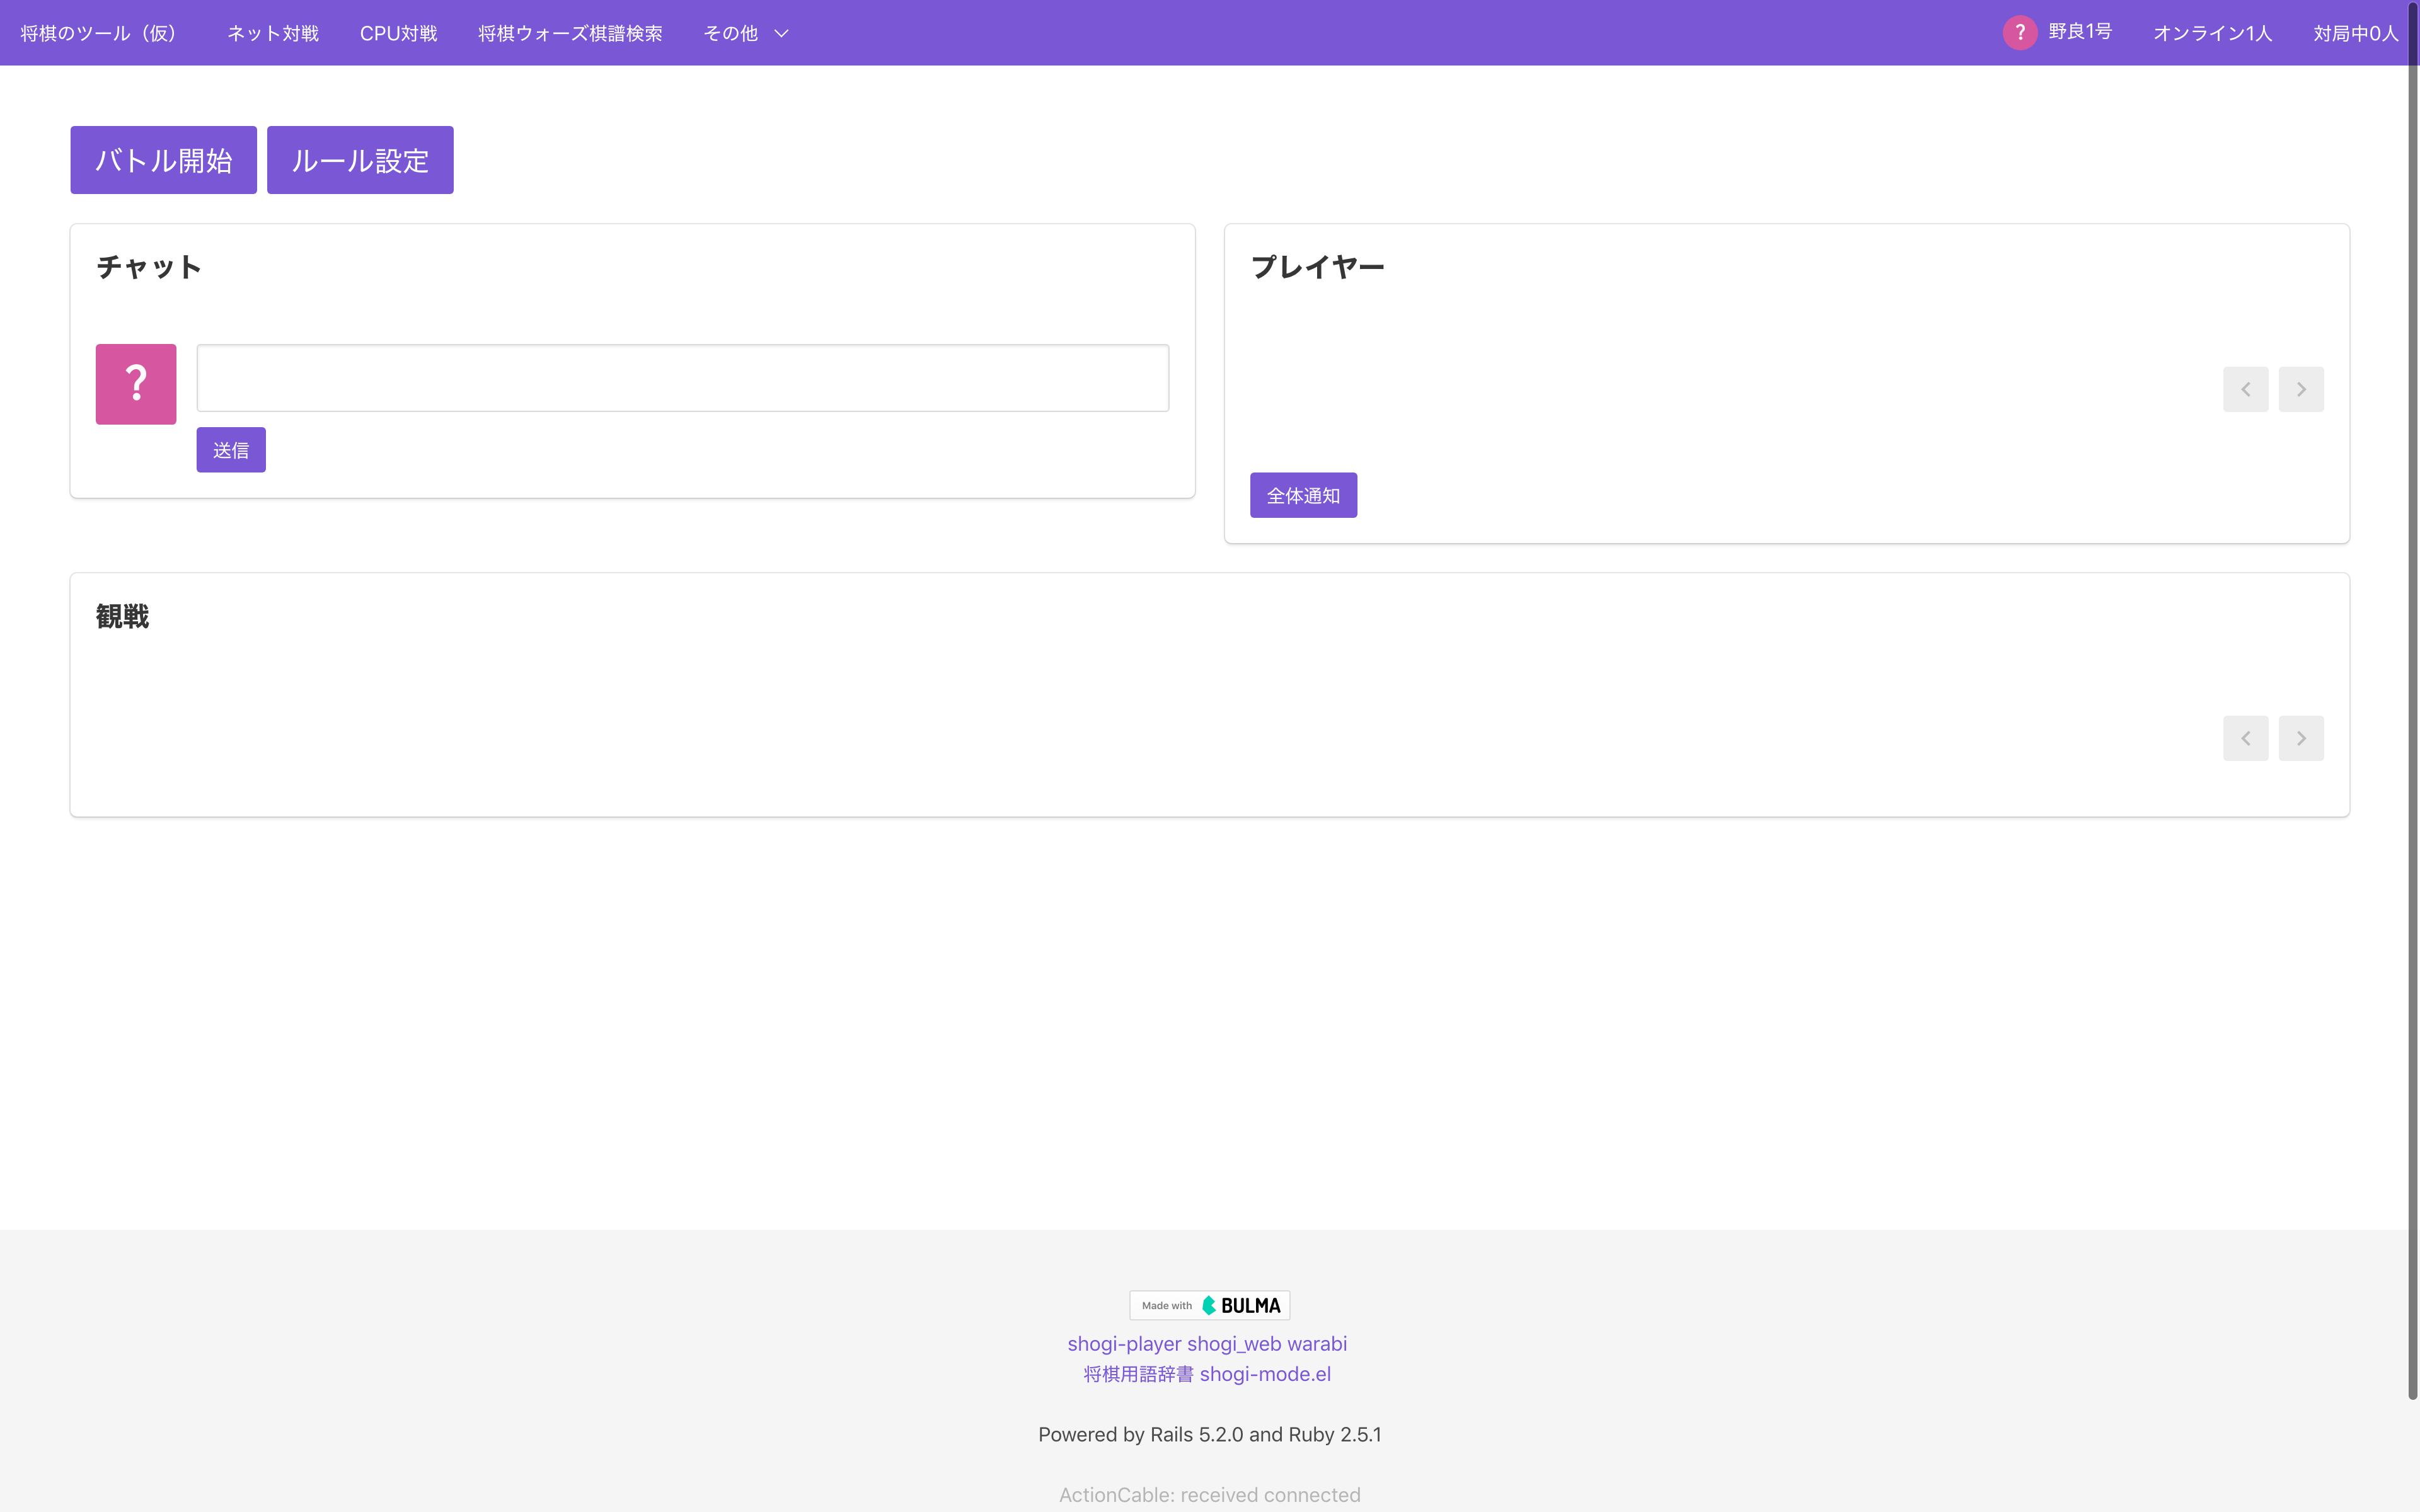 将棋のツール（仮） ネット対戦 CPU対戦 将棋ウォーズ棋譜検索 その他 ? 野良1号 オンライン1人 対局中0人
バトル開始 ルール設定
チャット
?
送信
プレイヤー
全体通知
観戦
Made with BULMA
shogi-player shogi_web warabi
将棋用語辞書 shogi-mode.el
Powered by Rails 5.2.0 and Ruby 2.5.1
ActionCable: received connected